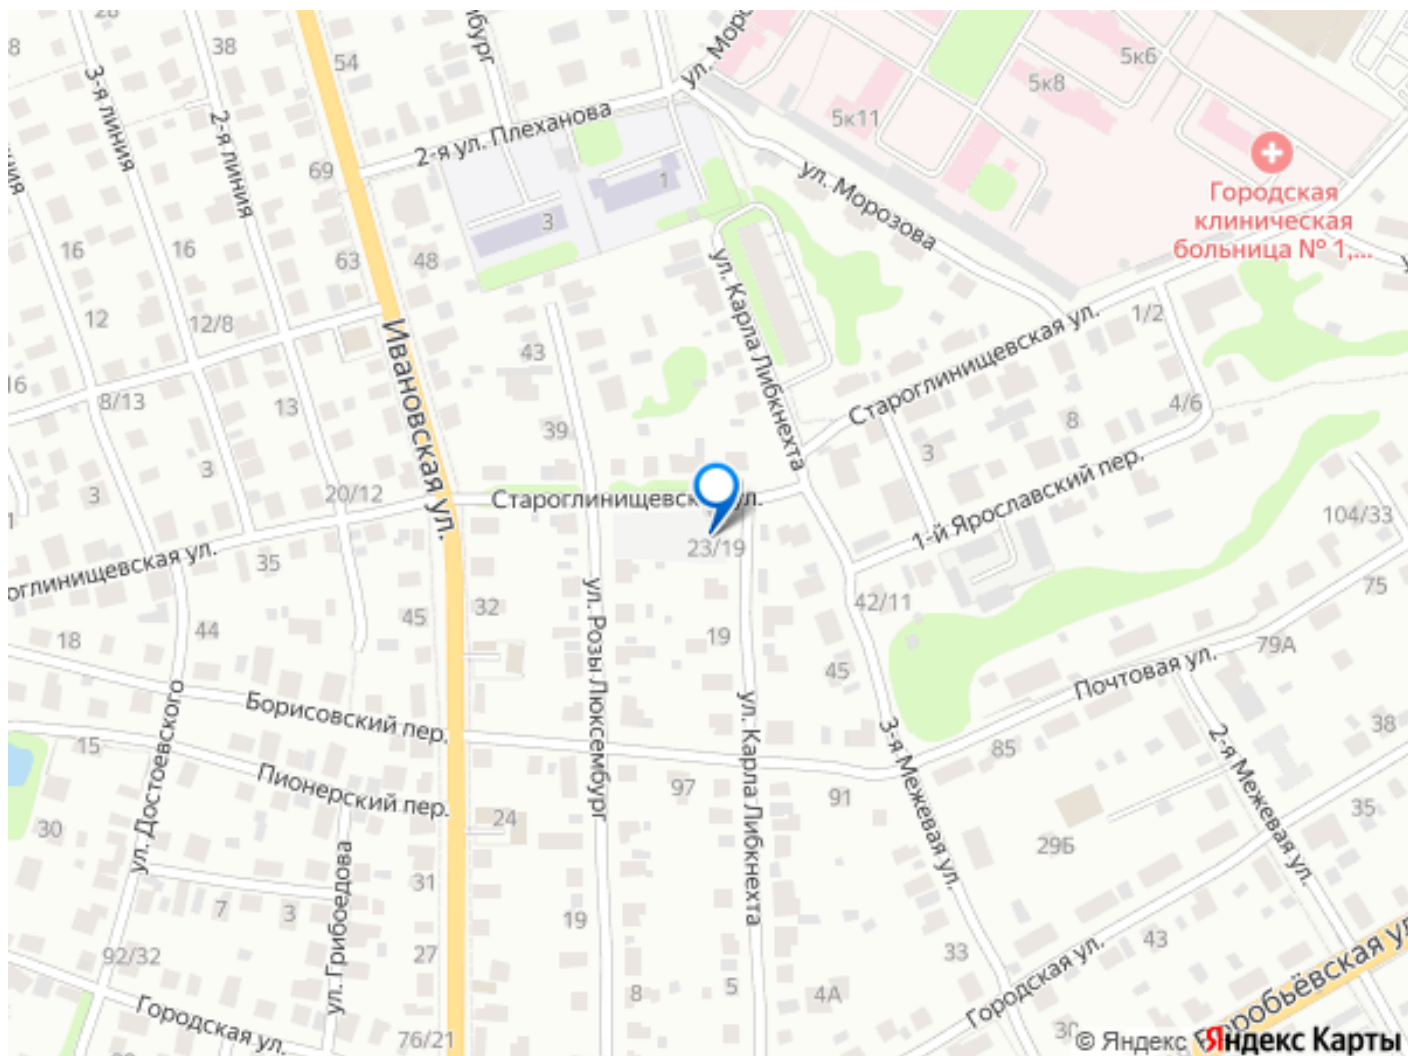 28
38
38
54
ул. Моро
5к6
5к8
5к11
3-я линия
2-я линия
2-я ул. Плеханова
69
1
3
ул. Морозова
Городская
клиническая
больница № 1,...
16
16
63
48
ул. Карла Либкнехта
12
12/8
1/2
Ивановская ул.
43
Староглинищевская ул.
16
8/13
13
4/6
8
39
3
3
3
20/12
Староглинищевская ул.
1-й Ярославский пер.
104/33
23/19
35
роглинищевская ул.
75
ул. Розы Люксембург
32
42/11
45
18
44
19
79А
45
Почтовая ул.
Борисовский пер.
ул. Достоевского
ул. Карла Либкнехта
3-я Межевая ул.
2-я Межевая ул.
38
15
85
Пионерский пер.
97
91
35
30
24
29Б
ул. Грибоедова
31
7
3
19
27
92/32
43
33
Городская ул.
8
5
4А
Городская ул.
76/21
30
робьёвская ул
© Яндекс Яндекс Карты